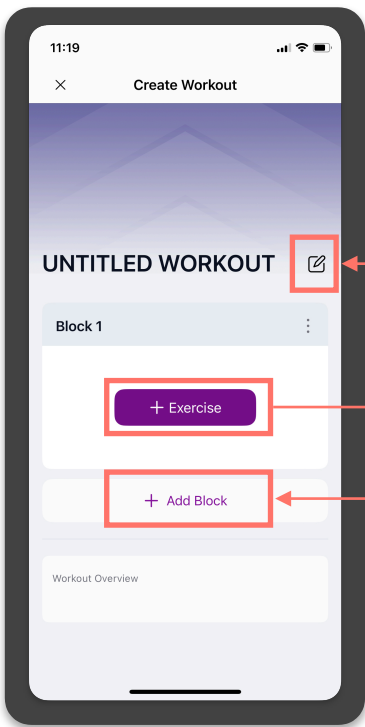 11:19
Create Workout
UNTITLED WORKOUT
Block 1
+ Exercise
+ Add Block
Workout Overview